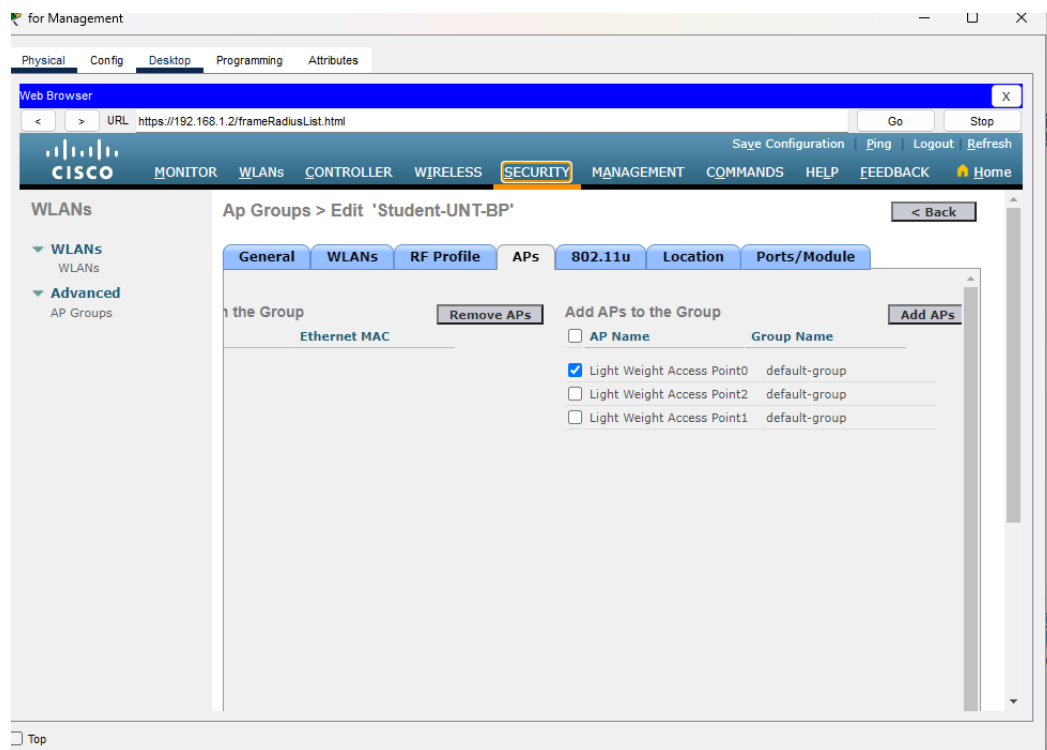 for Management
Physical Config Desktop Programming Attributes
Web Browser X
< > URL https://192.168.1.2/frameRadiusList.html Go Stop
Save Configuration | Ping | Logout | Refresh
CISCO MONITOR WLANs CONTROLLER WIRELESS SECURITY MANAGEMENT COMMANDS HELP FEEDBACK Home
WLANs
Ap Groups > Edit 'Student-UNT-BP' < Back
WLANs
WLANs
Advanced
AP Groups
General WLANs RF Profile APs 802.11u Location Ports/Module
n the Group Remove APs Add APs to the Group Add APs
Ethernet MAC AP Name Group Name
Light Weight Access Point0 default-group
Light Weight Access Point2 default-group
Light Weight Access Point1 default-group
Top